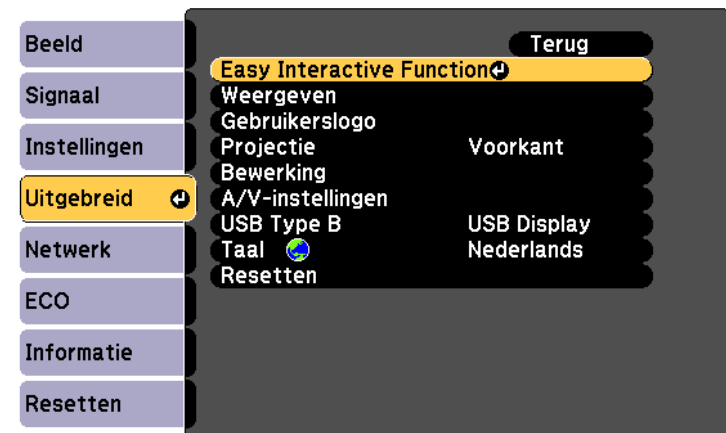 Beeld
Signaal
Instellingen
Uitgebreid
Netwerk
ECO
Informatie
Resetten
Terug
Easy Interactive Function
Weergeven
Gebruikerslogo
Projectie Voorkant
Bewerking
A/V-instellingen
USB Type B USB Display
Taal Nederlands
Resetten